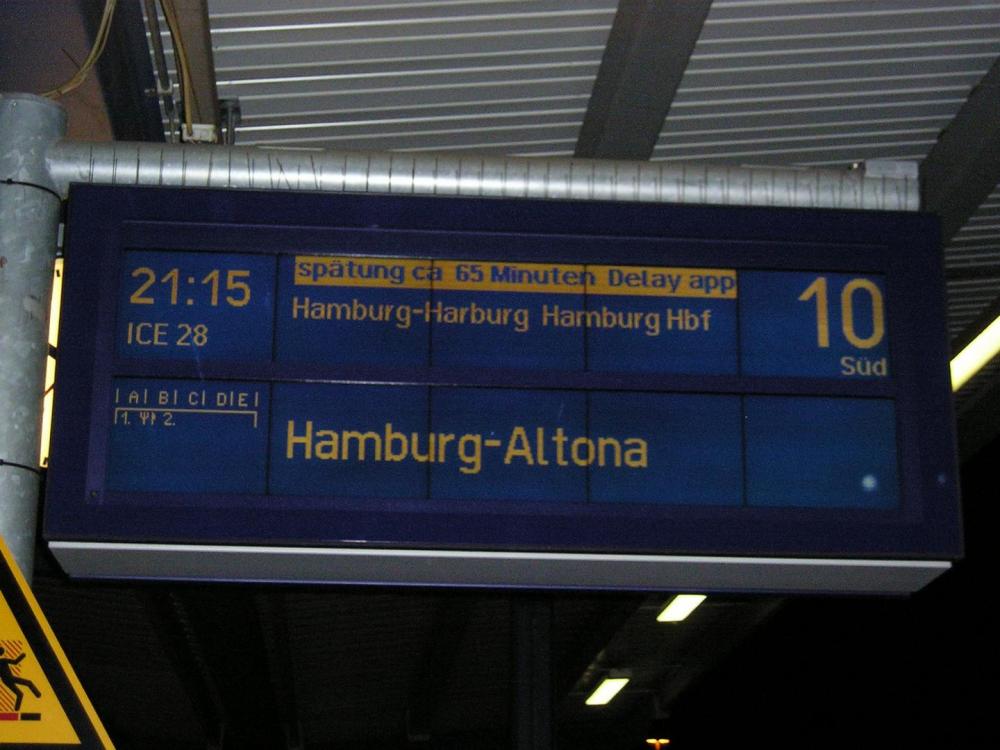 21:15
spätung ca 65 Minuten Delay app
10
Hamburg-Harburg Hamburg Hbf
ICE 28
Süd
| A| B| C| D|E|
1. 2.
Hamburg-Altona